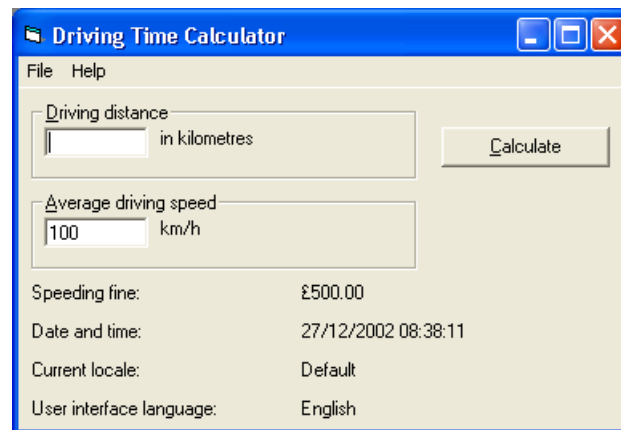 Driving Time Calculator
File Help
Driving distance
in kilometres
Calculate
Average driving speed
100 km/h
Speeding fine: £500.00
Date and time: 27/12/2002 08:38:11
Current locale: Default
User interface language: English